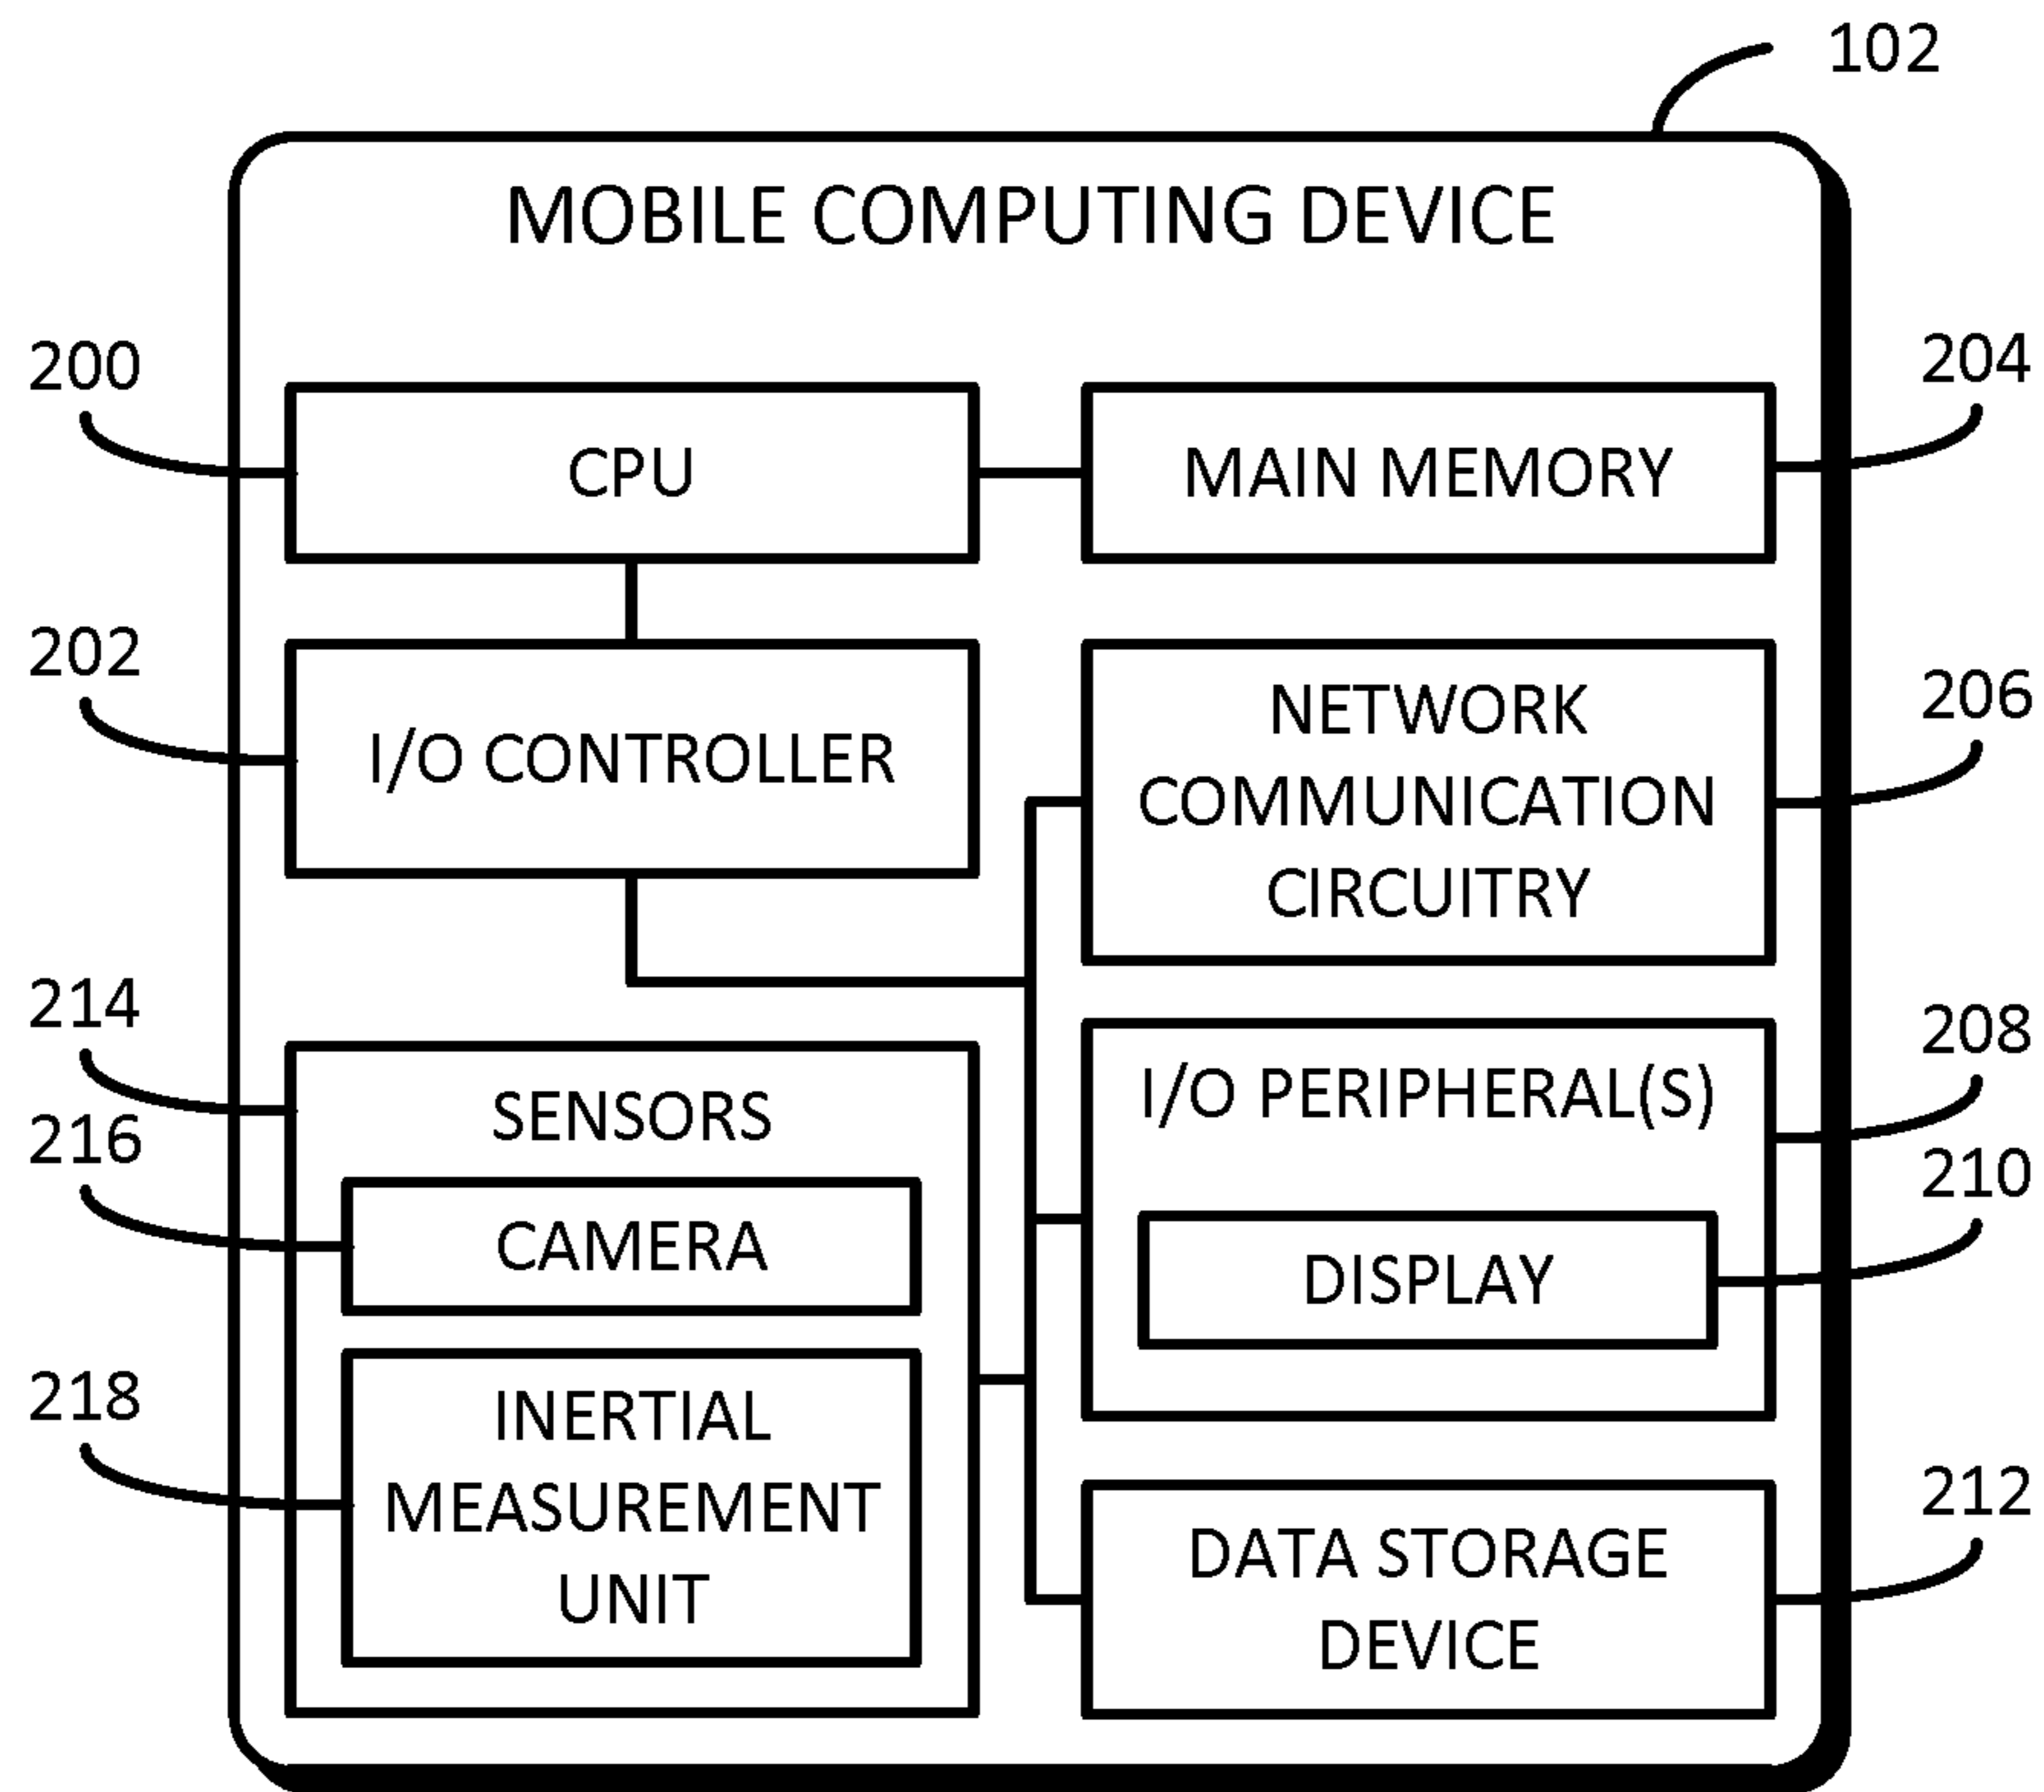 102
MOBILE COMPUTING DEVICE
200
CPU
MAIN MEMORY
204
202
I/O CONTROLLER
NETWORK
COMMUNICATION
CIRCUITRY
206
214
SENSORS
216
CAMERA
218
INERTIAL
MEASUREMENT
UNIT
I/O PERIPHERAL(S)
208
DISPLAY
210
DATA STORAGE
DEVICE
212